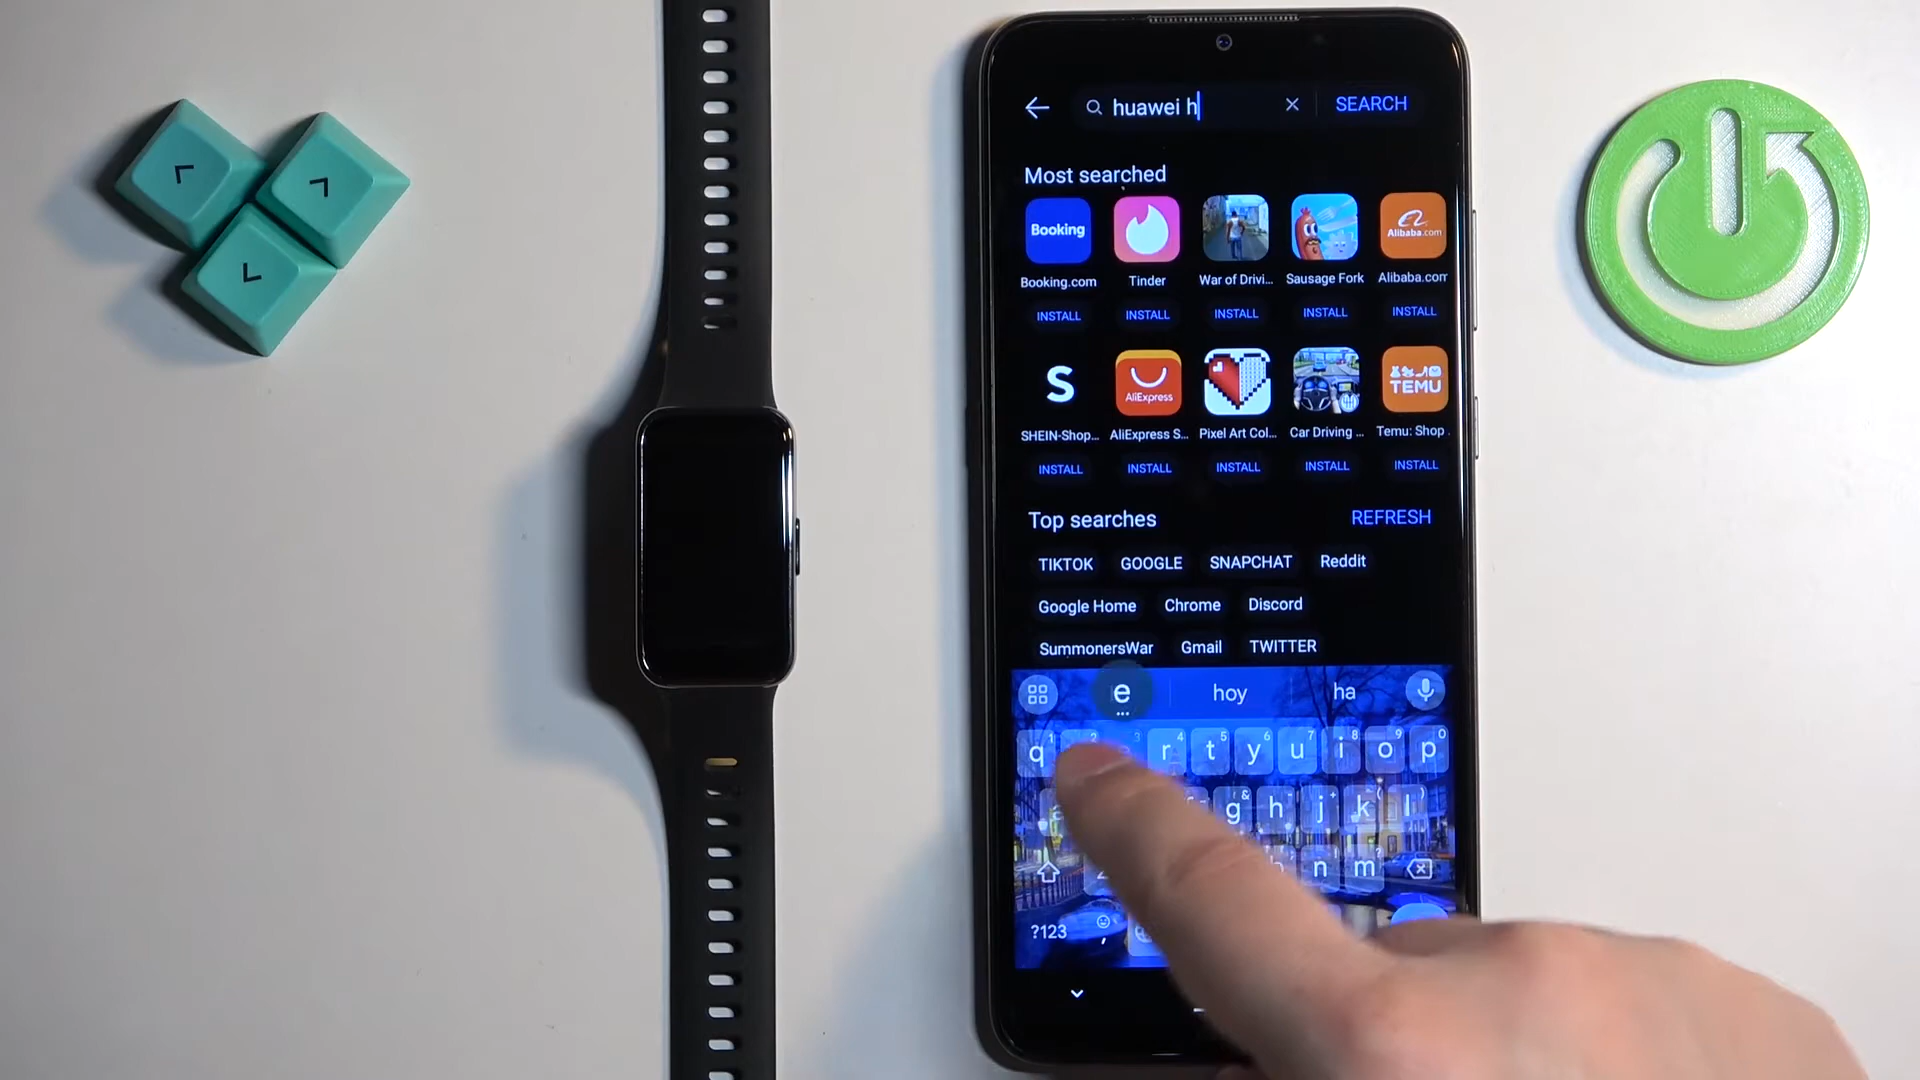 huawei h
SEARCH
Most searched
Booking
Alibaba.com
Booking.com
Tinder
War of Drivi...
Sausage Fork
Alibaba.com
INSTALL
INSTALL
INSTALL
INSTALL
INSTALL
S
AliExpress
TEMU
SHEIN-Shop...
AliExpress S...
Pixel Art Col...
Car Driving ...
Temu: Shop
INSTALL
INSTALL
INSTALL
INSTALL
INSTALL
Top searches
REFRESH
TIKTOK GOOGLE SNAPCHAT Reddit
Google Home Chrome Discord
SummonersWar Gmail TWITTER
e hoy ha
q r t y u i o p
g h j k l
n m
?123